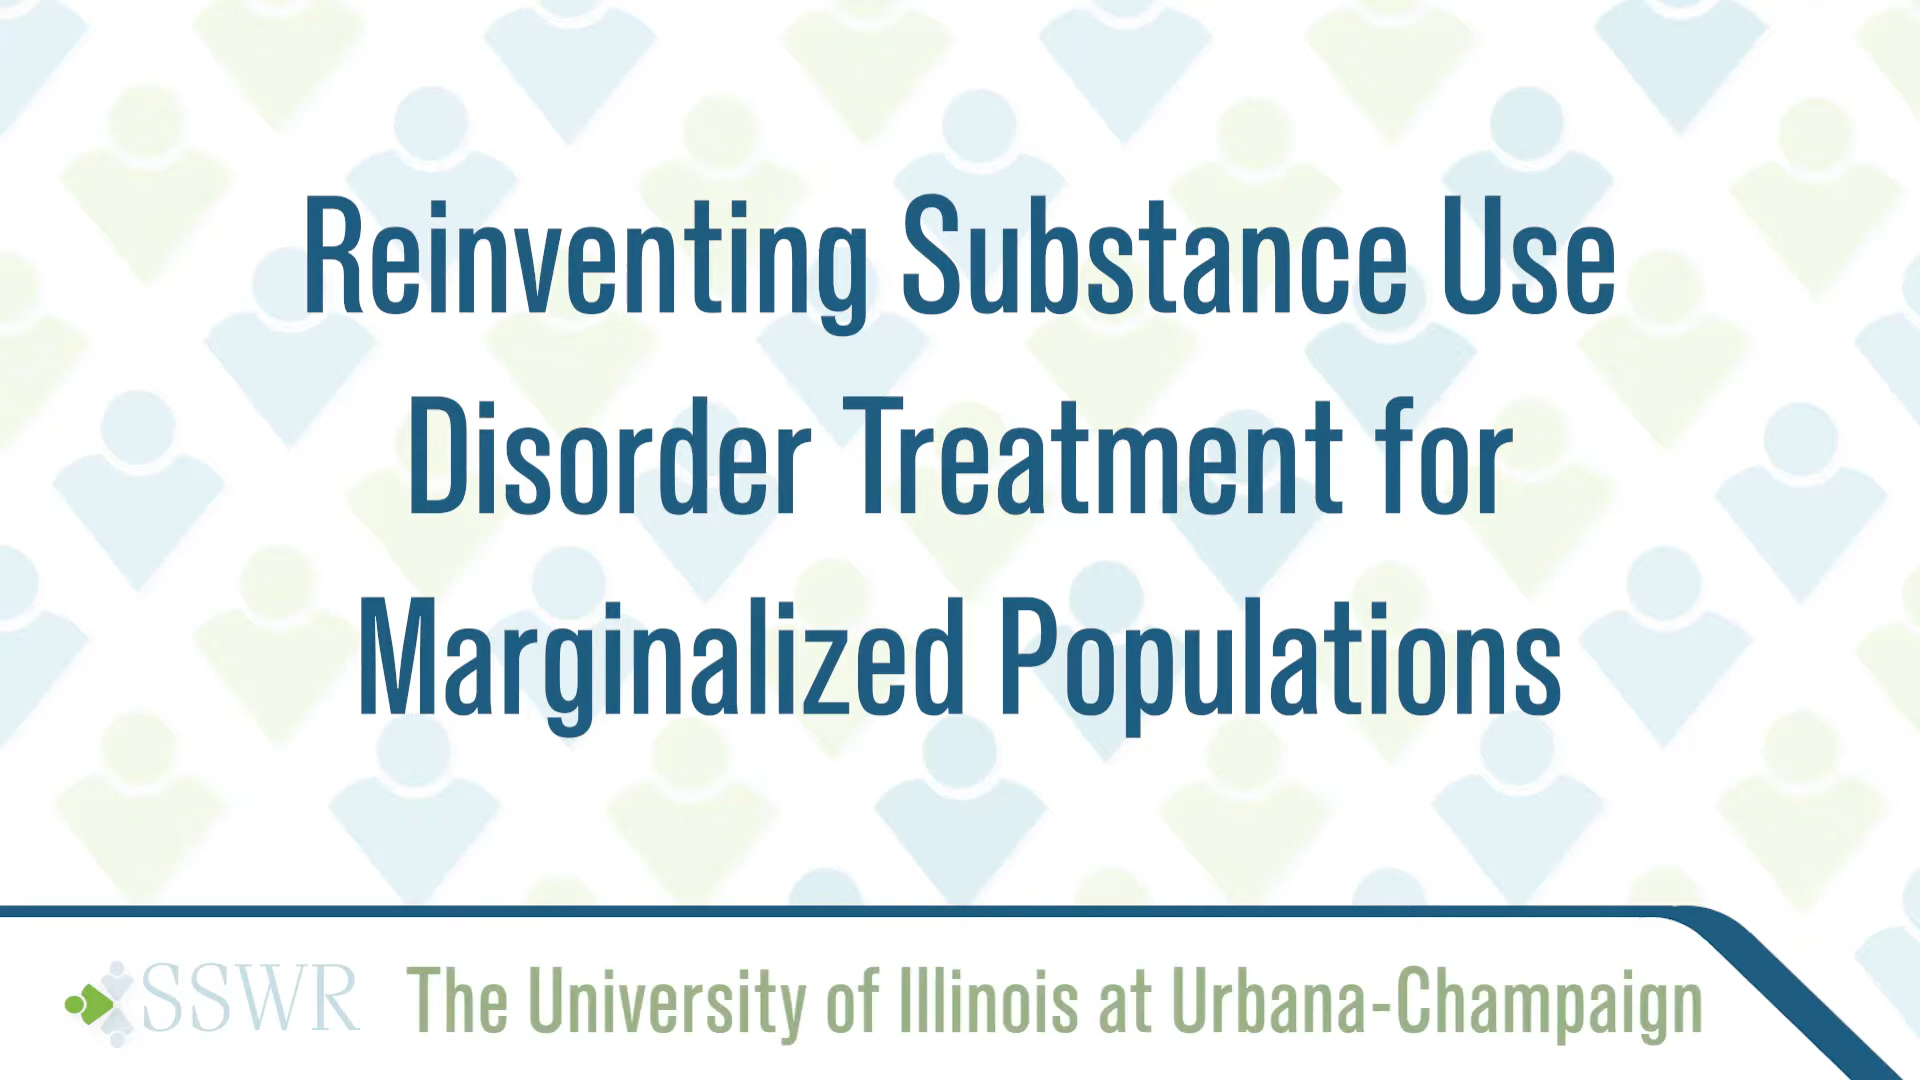 Reinventing Substance Use
Disorder Treatment for
Marginalized Populations
SSWR The University of Illinois at Urbana-Champaign